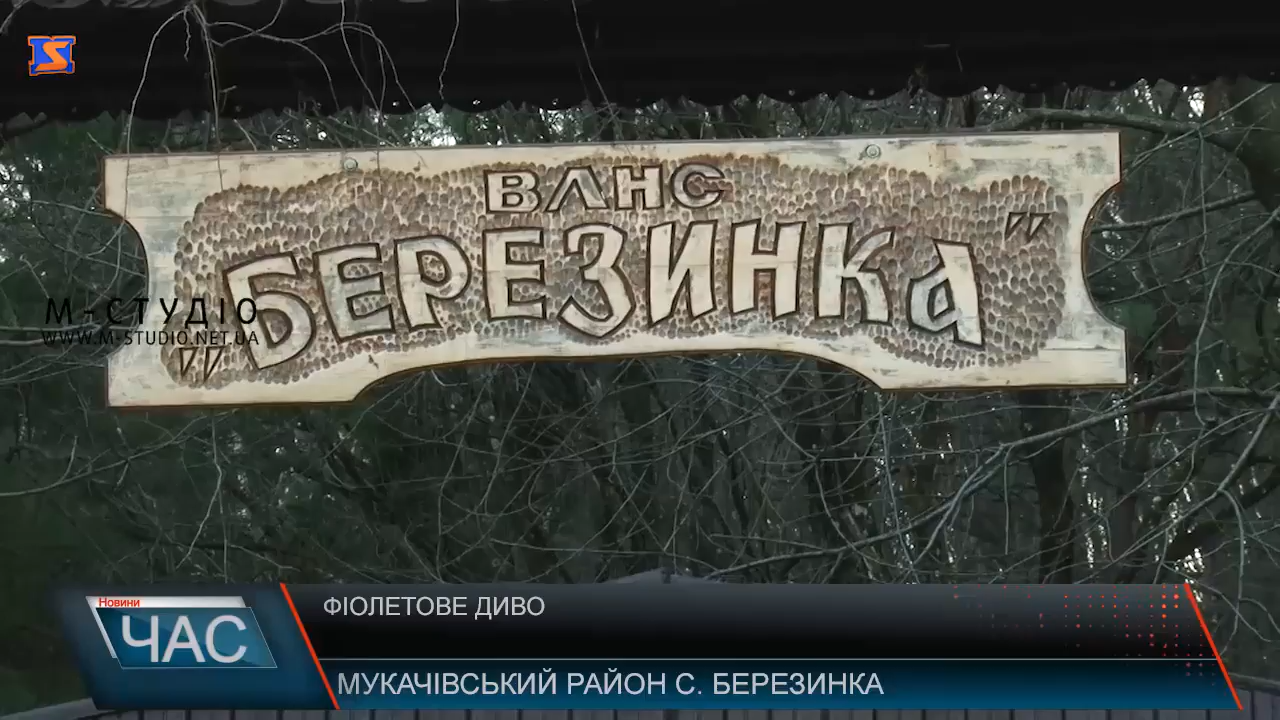 ВЛНС
"БЕРЕЗИНКА"
М-СТУДІО
WWW.M-STUDIO.NET.UA
Новини
ЧАС
ФІОЛЕТОВЕ ДИВО
МУКАЧІВСЬКИЙ РАЙОН С. БЕРЕЗИНКА